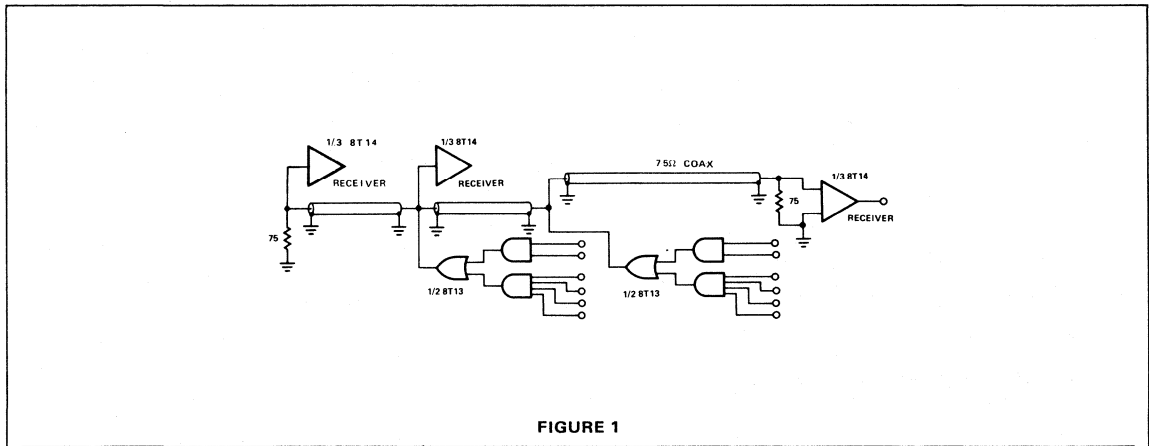 1/3 8T14
RECEIVER
75
1/3 8T14
RECEIVER
1/2 8T13
75Ω COAX
75
1/3 8T14
RECEIVER
1/2 8T13
FIGURE 1